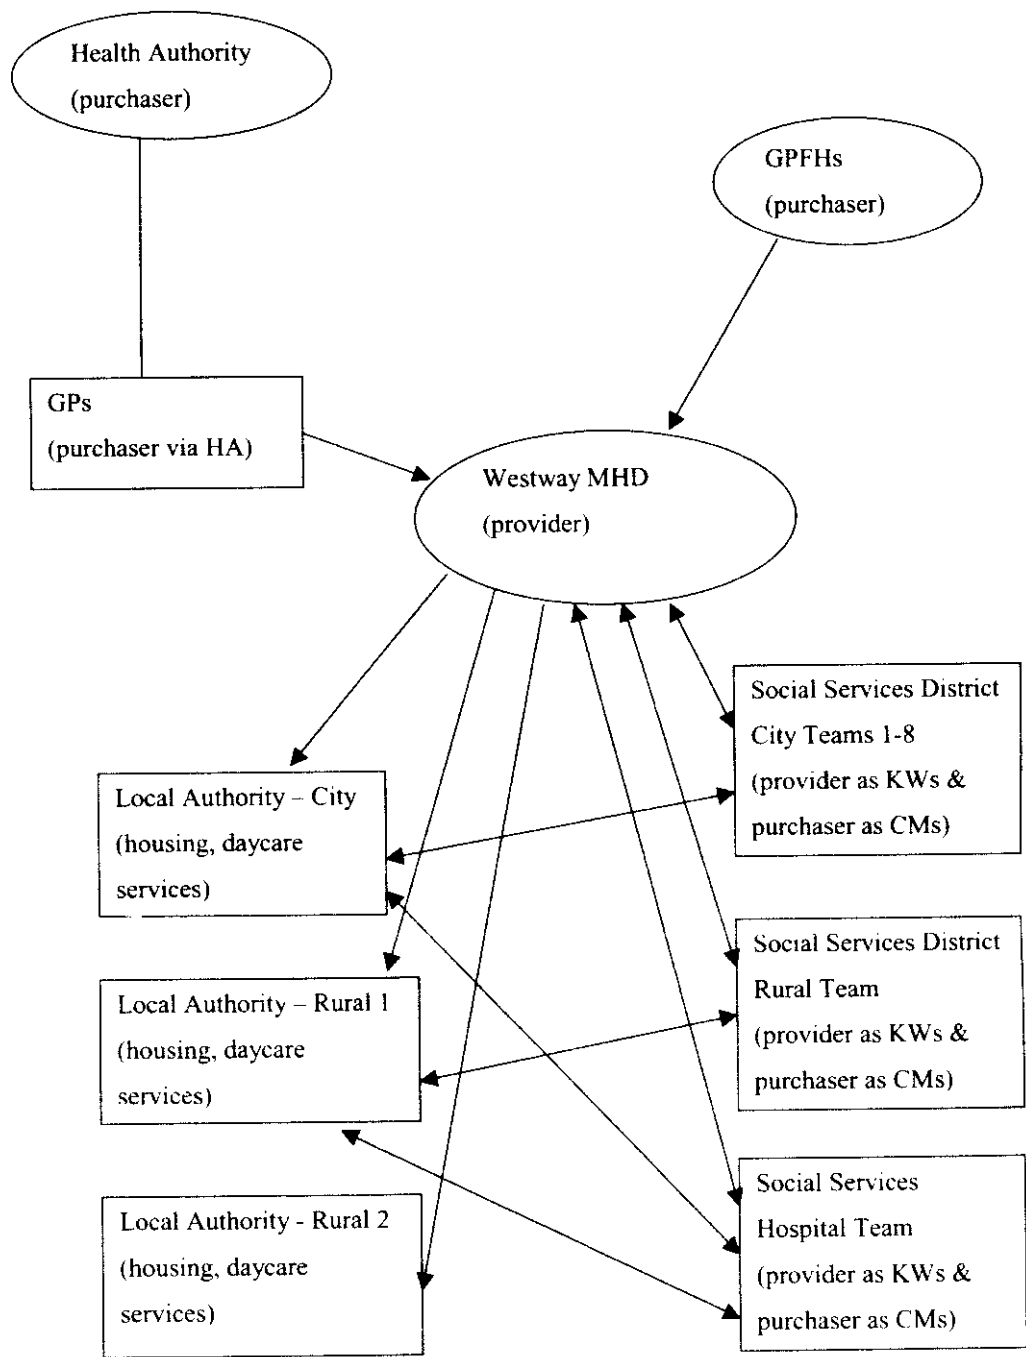 Health Authority
(purchaser)
GPFHs
(purchaser)
GPs
(purchaser via HA)
Westway MHD
(provider)
Social Services District
City Teams 1-8
(provider as KWs &
purchaser as CMs)
Local Authority – City
(housing, daycare
services)
Social Services District
Rural Team
(provider as KWs &
purchaser as CMs)
Local Authority – Rural 1
(housing, daycare
services)
Social Services
Hospital Team
(provider as KWs &
purchaser as CMs)
Local Authority - Rural 2
(housing, daycare
services)